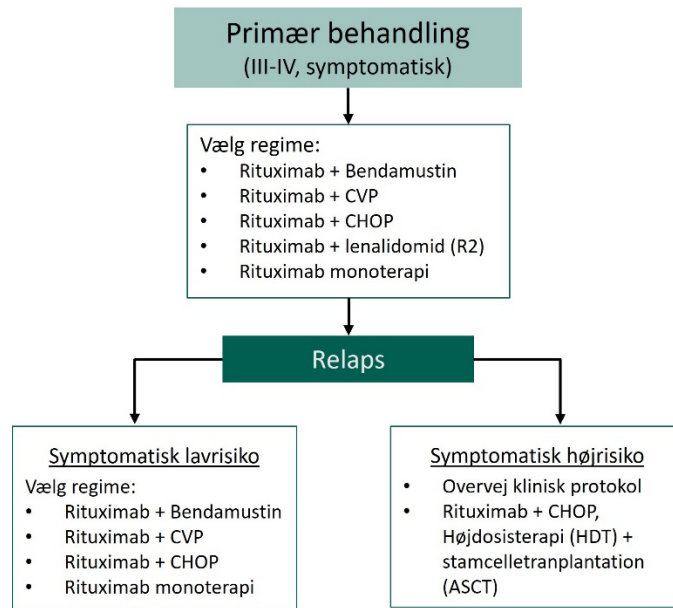 Primær behandling
(III-IV, symptomatisk)
Vælg regime:
• Rituximab + Bendamustin
• Rituximab + CVP
• Rituximab + CHOP
• Rituximab + lenalidomid (R2)
• Rituximab monoterapi
Relaps
Symptomatisk lavrisiko
Vælg regime:
• Rituximab + Bendamustin
• Rituximab + CVP
• Rituximab + CHOP
• Rituximab monoterapi
Symptomatisk højrisiko
• Overvej klinisk protokol
• Rituximab + CHOP,
Højdosisterapi (HDT) +
stamcelletranplantation
(ASCT)